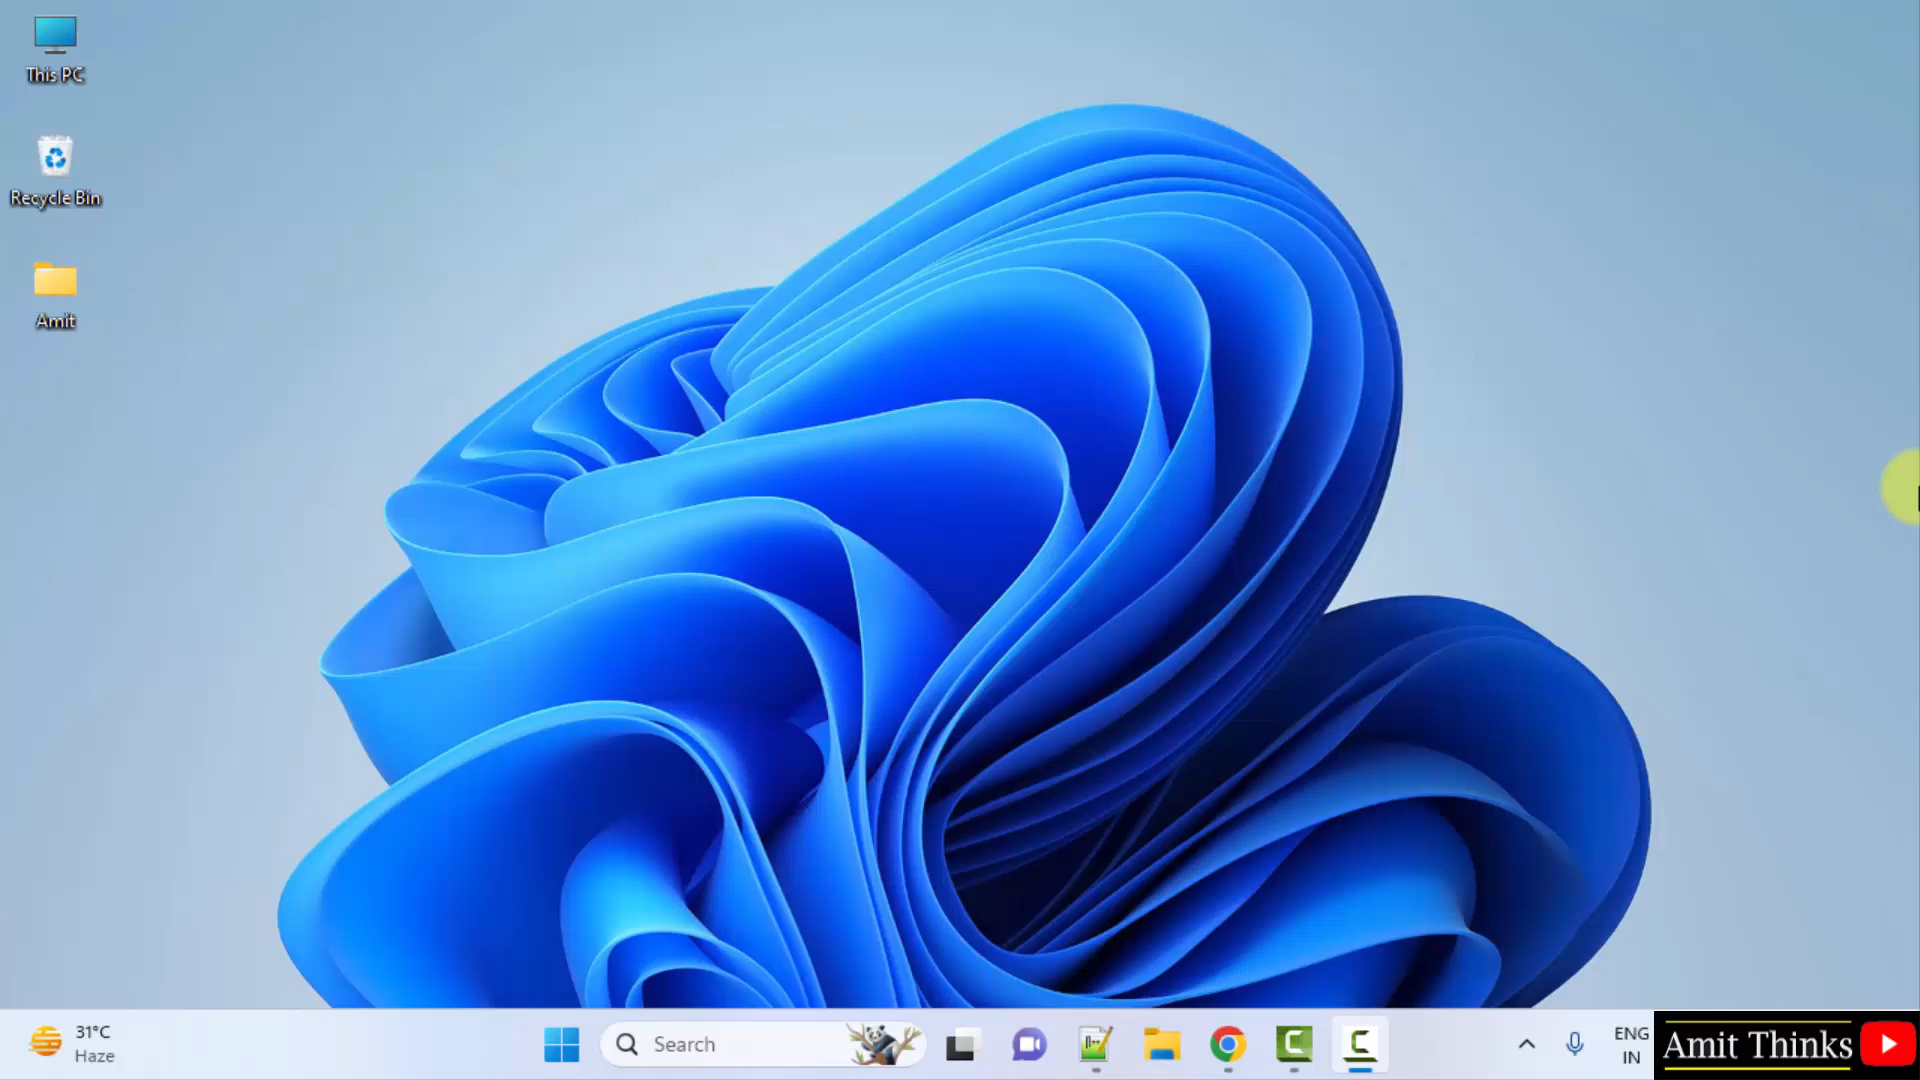 This PC
Recycle Bin
Amit
31°C
Haze
Search
ENG
IN
Amit Thinks